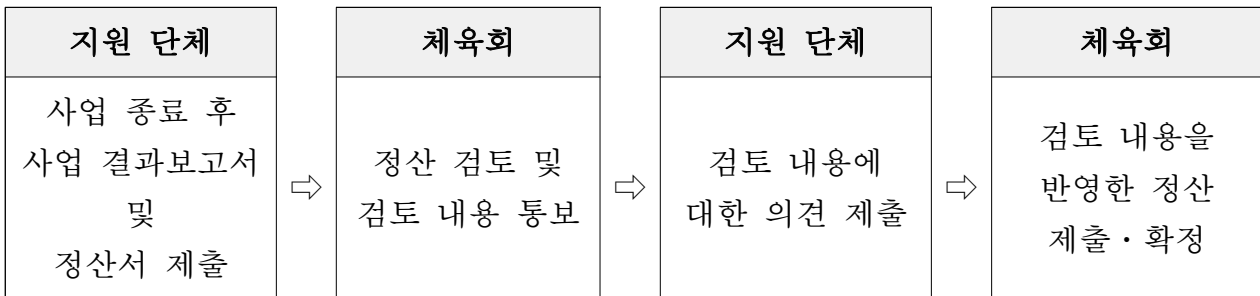 지원 단체
사업 종료 후
사업 결과보고서
및
정산서 제출
⇨
체육회
정산 검토 및
검토 내용 통보
⇨
지원 단체
검토 내용에
대한 의견 제출
⇨
체육회
검토 내용을
반영한 정산
제출·확정